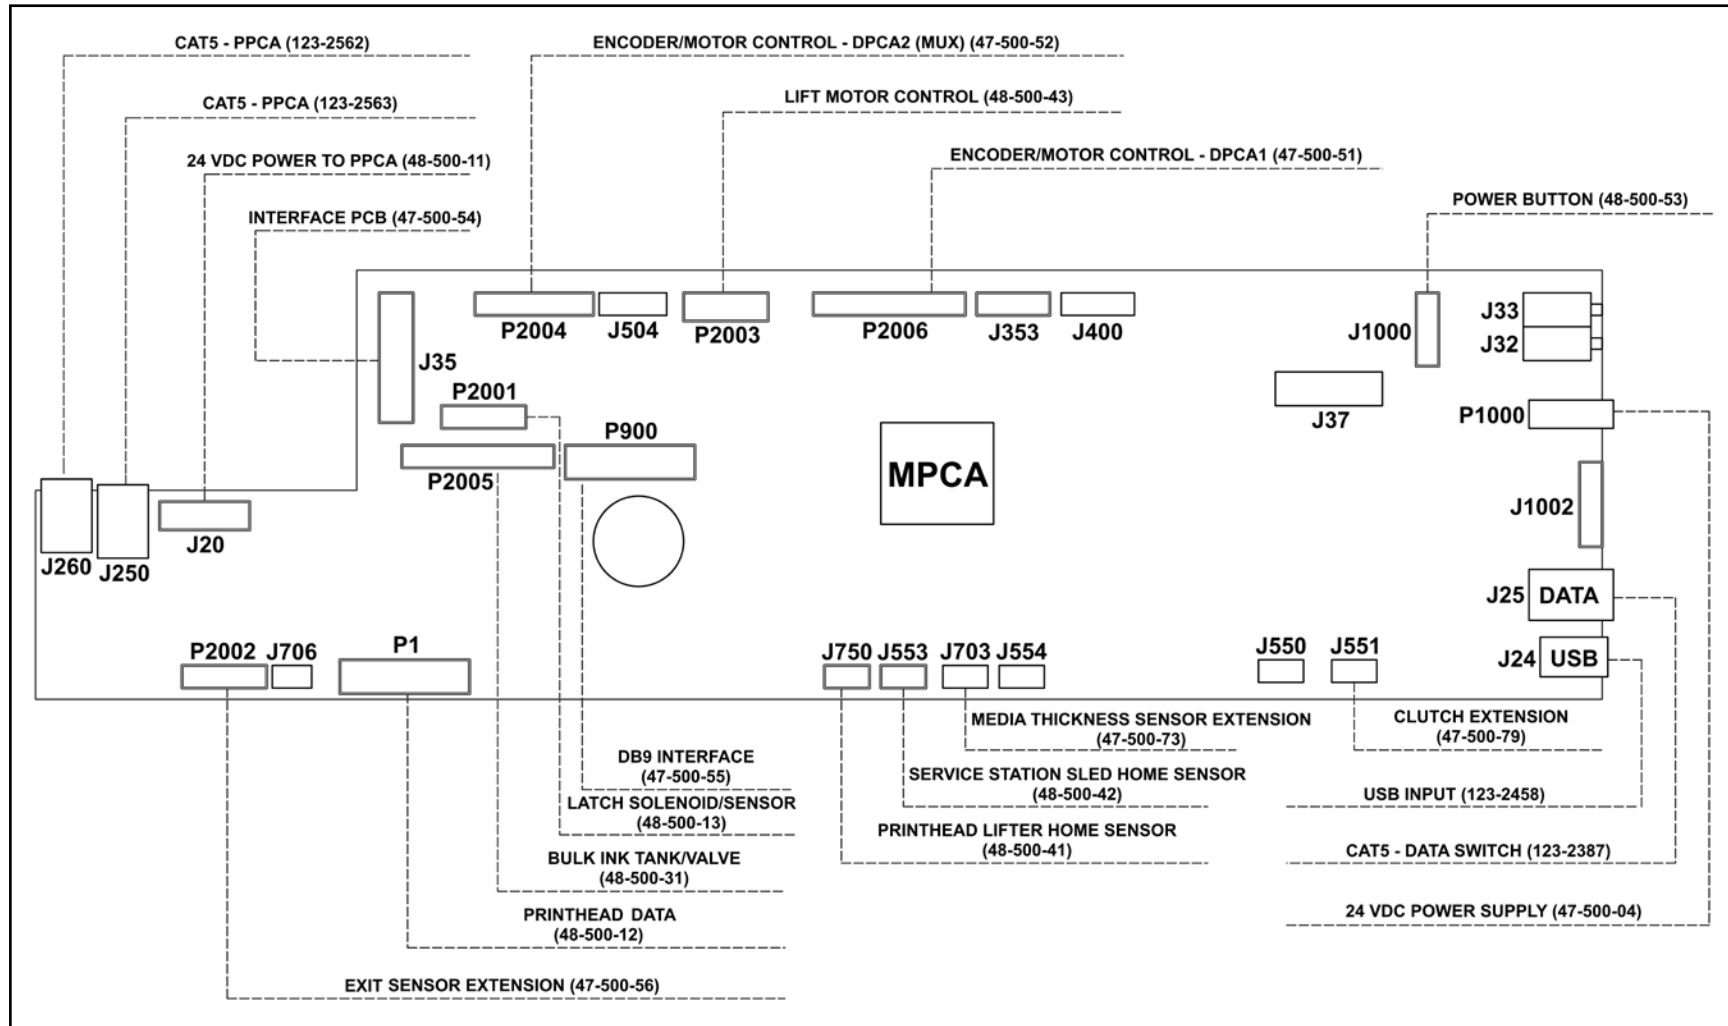 CAT5 - PPCA (123-2562)
ENCODER/MOTOR CONTROL - DPCA2 (MUX) (47-500-52)
CAT5 - PPCA (123-2563)
LIFT MOTOR CONTROL (48-500-43)
24 VDC POWER TO PPCA (48-500-11)
ENCODER/MOTOR CONTROL - DPCA1 (47-500-51)
INTERFACE PCB (47-500-54)
POWER BUTTON (48-500-53)
P2004
J504
P2003
P2006
J353
J400
J1000
J33
J32
J35
P2001
P900
J37
P1000
P2005
MPCA
J1002
J20
J260
J250
J25
DATA
P2002
J706
P1
J750
J553
J703
J554
J550
J551
J24
USB
MEDIA THICKNESS SENSOR EXTENSION
(47-500-73)
CLUTCH EXTENSION
(47-500-79)
DB9 INTERFACE
(47-500-55)
SERVICE STATION SLED HOME SENSOR
(48-500-42)
USB INPUT (123-2458)
LATCH SOLENOID/SENSOR
(48-500-13)
PRINTHEAD LIFTER HOME SENSOR
(48-500-41)
CAT5 - DATA SWITCH (123-2387)
BULK INK TANK/VALVE
(48-500-31)
PRINTHEAD DATA
(48-500-12)
24 VDC POWER SUPPLY (47-500-04)
EXIT SENSOR EXTENSION (47-500-56)